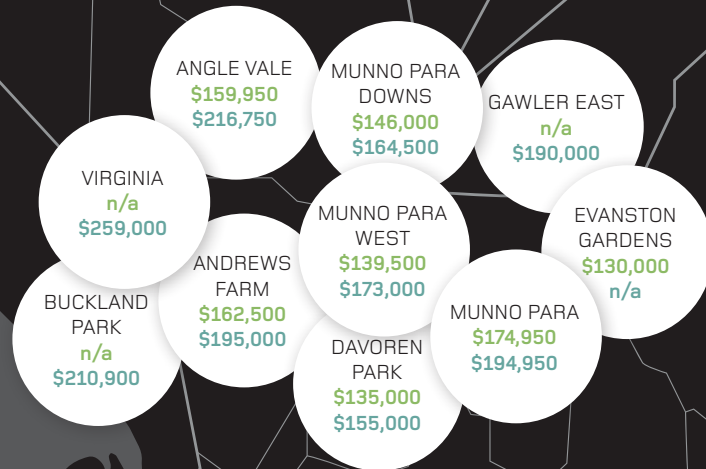 ANGLE VALE
$159,950
$216,750
MUNNO PARA
DOWNS
$146,000
$164,500
GAWLER EAST
n/a
$190,000
VIRGINIA
n/a
$259,000
MUNNO PARA
WEST
$139,500
$173,000
EVANSTON
GARDENS
$130,000
n/a
ANDREWS
FARM
$162,500
$195,000
BUCKLAND
PARK
n/a
$210,900
MUNNO PARA
$174,950
$194,950
DAVOREN
PARK
$135,000
$155,000